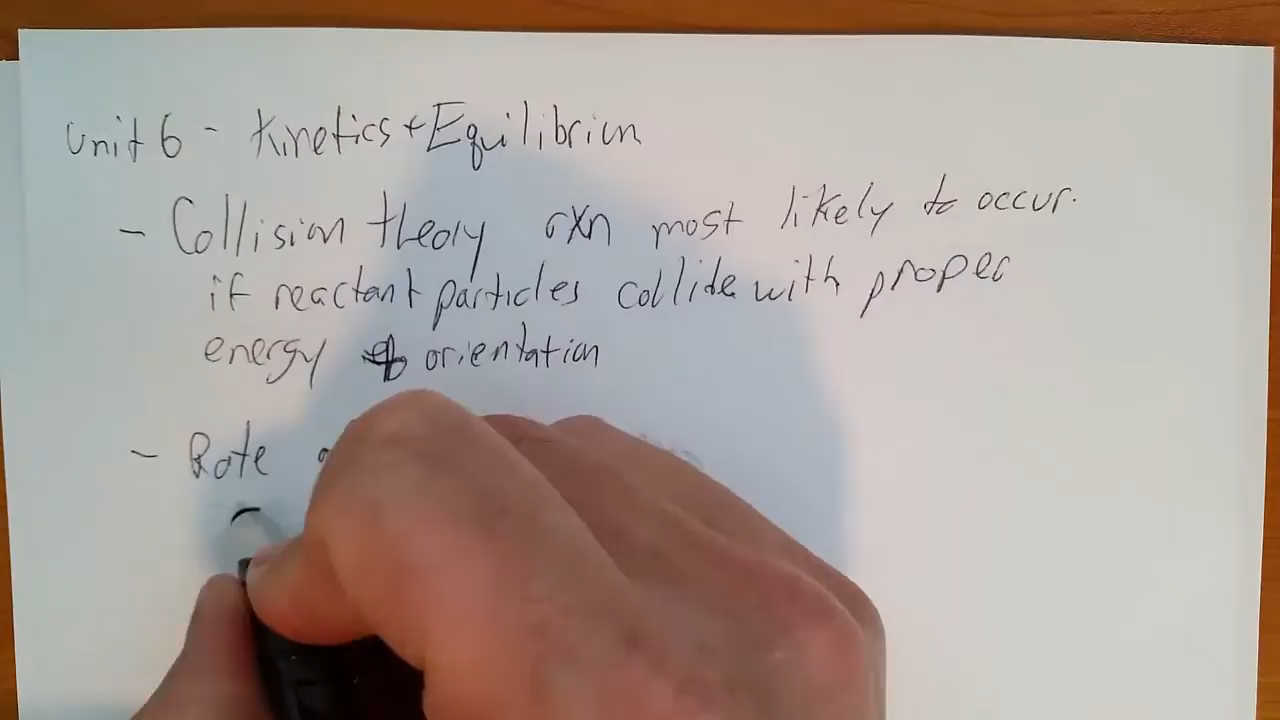 Unit 6 - Kinetics + Equilibrium
- Collision theory rxn most likely to occur.
if reactant particles collide with proper
energy & orientation
- Rate